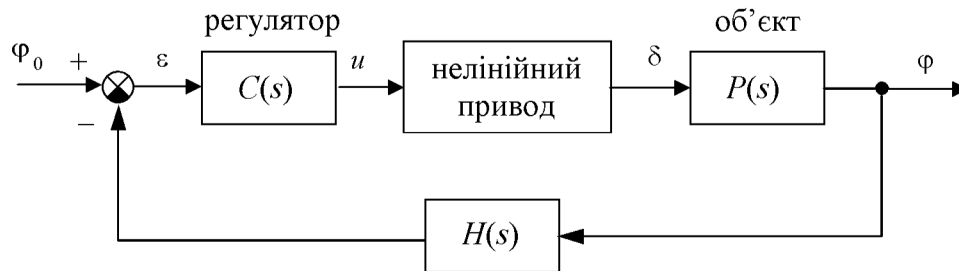 регулятор
об’єкт
φ₀
+
ε
C(s)
u
нелінійний
привод
δ
P(s)
φ
−
H(s)